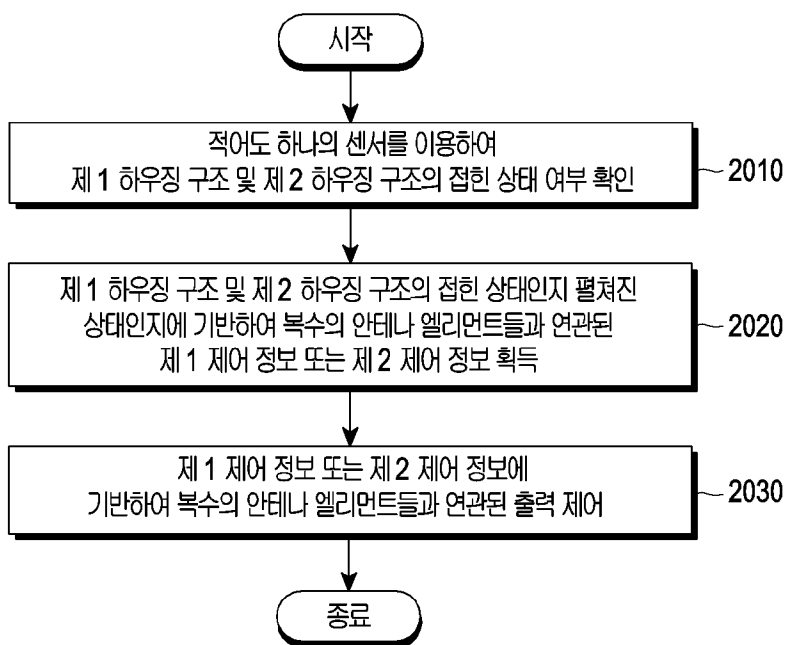 시작
적어도 하나의 센서를 이용하여
제 1 하우징 구조 및 제 2 하우징 구조의 접힌 상태 여부 확인
2010
제 1 하우징 구조 및 제 2 하우징 구조의 접힌 상태인지 펼쳐진
상태인지에 기반하여 복수의 안테나 엘리먼트들과 연관된
제 1 제어 정보 또는 제 2 제어 정보 획득
2020
제 1 제어 정보 또는 제 2 제어 정보에
기반하여 복수의 안테나 엘리먼트들과 연관된 출력 제어
2030
종료